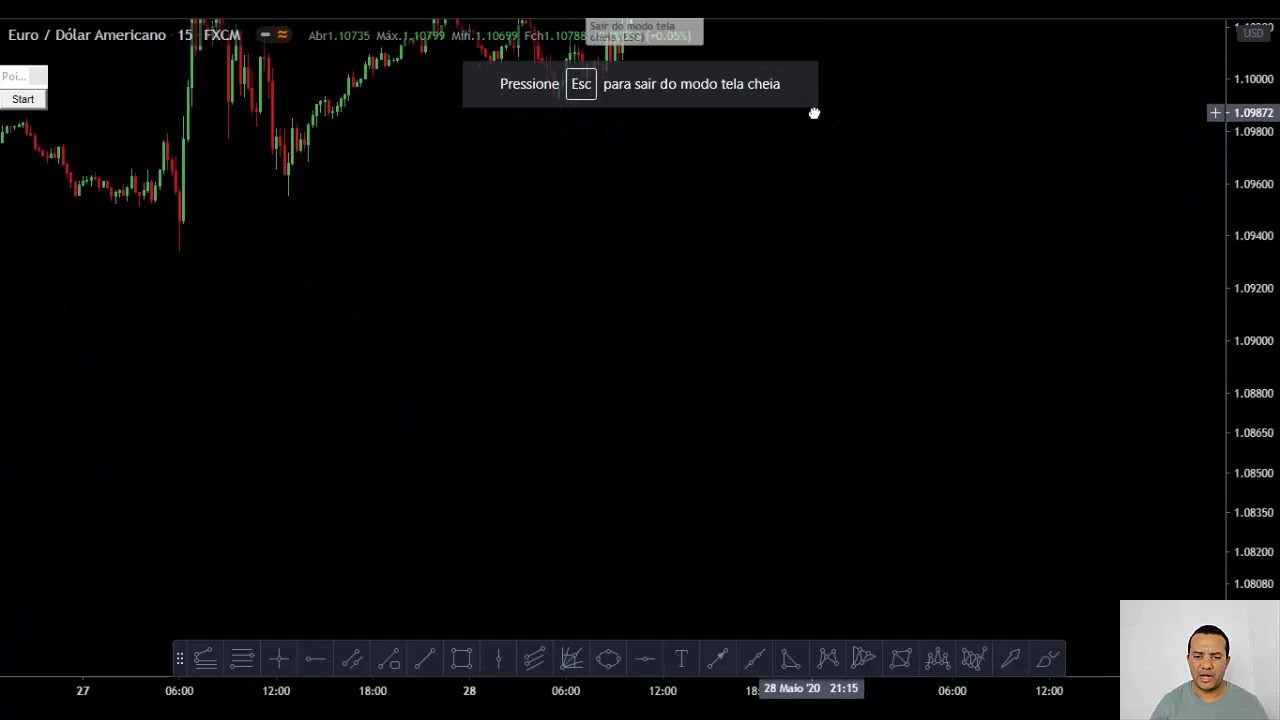 Euro / Dólar Americano · 15 · FXCM
Abr1.10735 Máx.1.10799 Mín.1.10699 Fch1.10788 (+0.05%)
Sair do modo tela
cheia (ESC)
USD
Poi...
Start
Pressione Esc para sair do modo tela cheia
1.10000
1.09872
1.09800
1.09600
1.09400
1.09200
1.09000
1.08800
1.08650
1.08500
1.08350
1.08200
1.08080
27 06:00 12:00 18:00 28 06:00 12:00 28 Maio '20 21:15 06:00 12:00